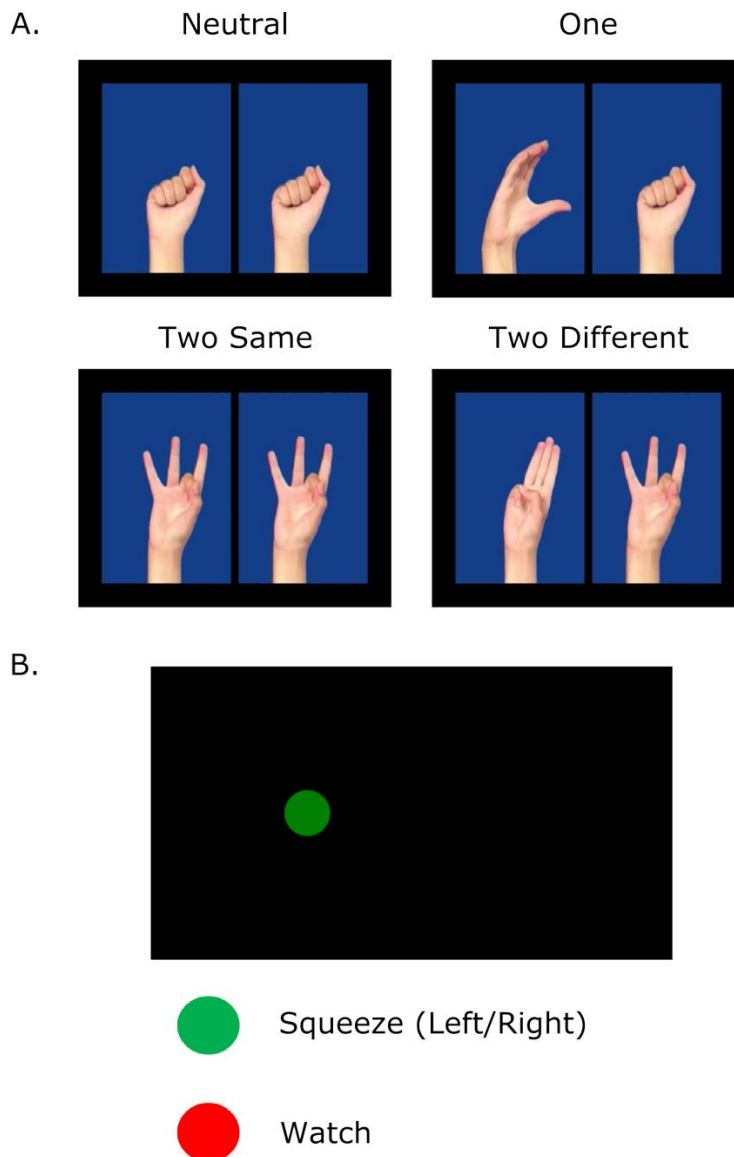 A.
Neutral
One
Two Same
Two Different
B.
Squeeze (Left/Right)
Watch